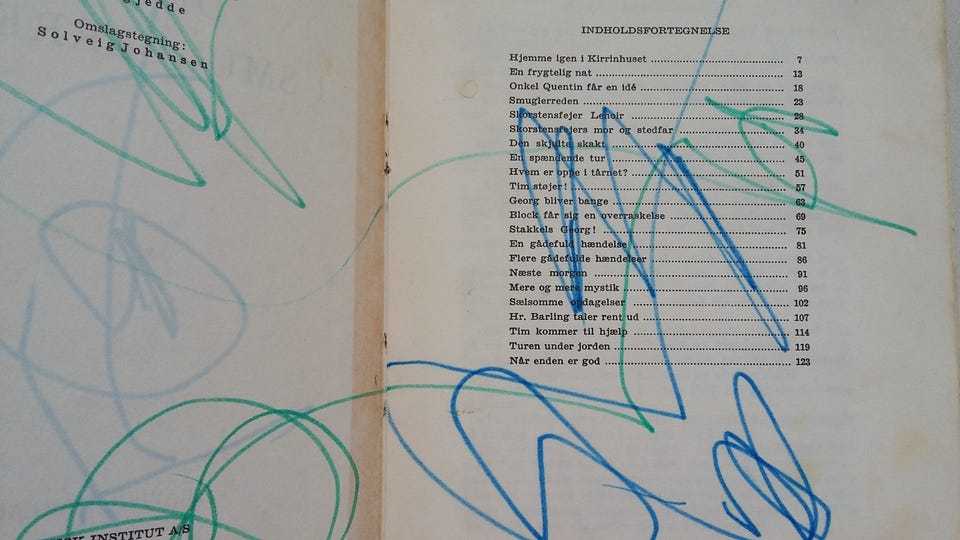 jedde
Omslagstegning:
Solveig Johansen
INSTITUT A/S
INDHOLDSFORTEGNELSE
Hjemme igen i Kirrinhuset 7
En frygtelig nat 13
Onkel Quentin får en idé 18
Smuglerreden 23
Skorstensfejer Lenoir 28
Skorstensfejers mor og stedfar 34
Den skjulte skakt 40
En spændende tur 45
Hvem er oppe i tårnet? 51
Tim støjer! 57
Georg bliver bange 63
Block får sig en overraskelse 69
Stakkels Georg! 75
En gådefuld hændelse 81
Flere gådefulde hændelser 86
Næste morgen 91
Mere og mere mystik 96
Sælsomme opdagelser 102
Hr. Barling taler rent ud 107
Tim kommer til hjælp 114
Turen under jorden 119
Når enden er god 123